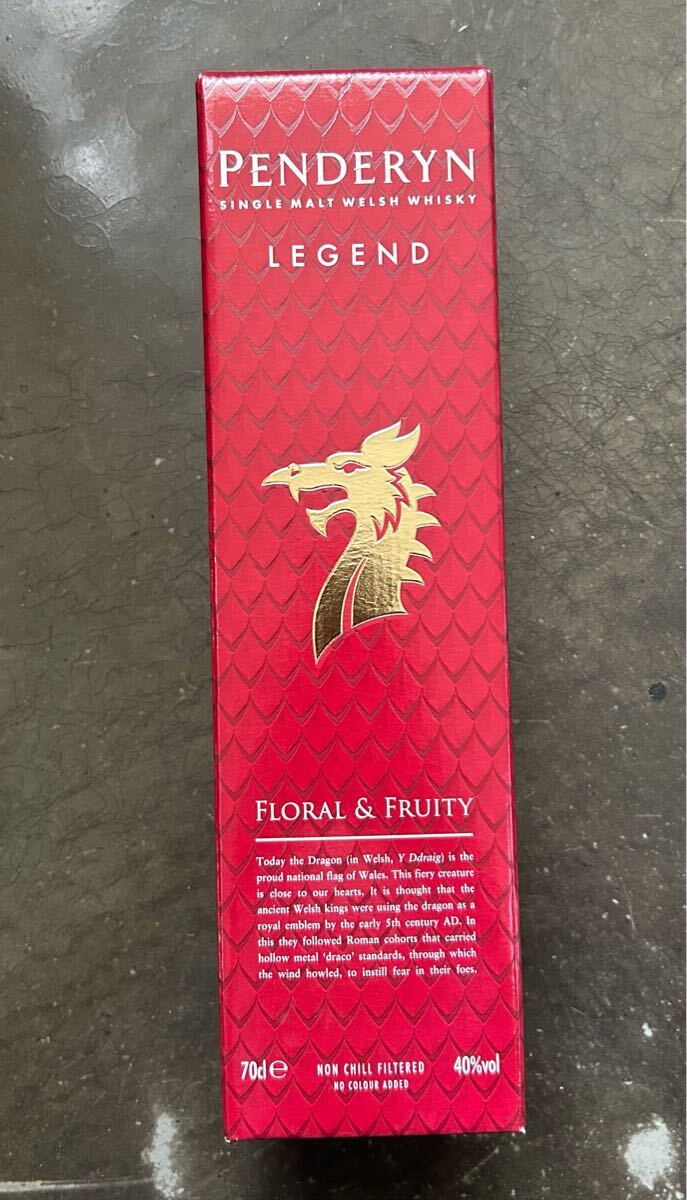 PENDERYN
SINGLE MALT WELSH WHISKY
LEGEND
FLORAL & FRUITY
Today the Dragon (in Welsh, Y Ddraig) is the
proud national flag of Wales. This fiery creature
is close to our hearts. It is thought that the
ancient Welsh kings were using the dragon as a
royal emblem by the early 5th century AD. In
this they followed Roman cohorts that carried
hollow metal 'draco' standards, through which
the wind howled, to instill fear in their foes.
70cl e NON CHILL FILTERED 40%vol
NO COLOUR ADDED